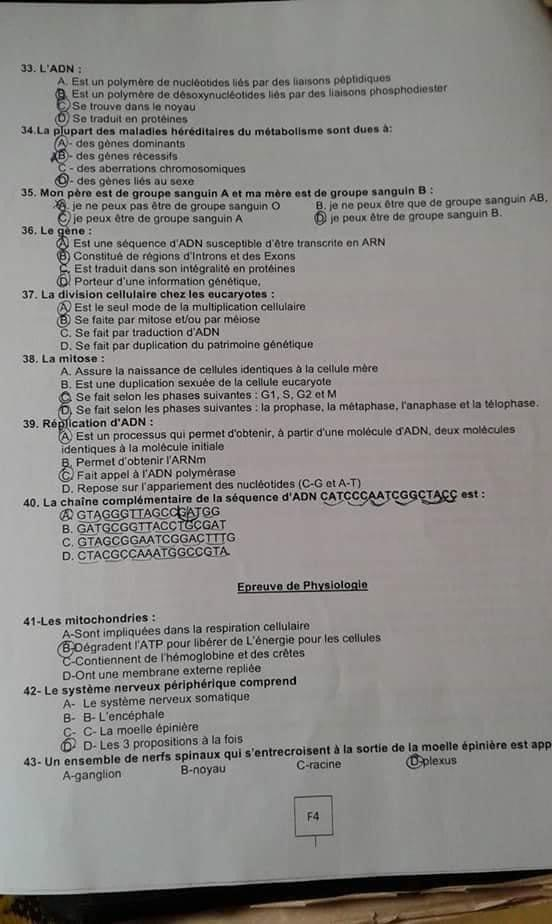 33. L'ADN :
A. Est un polymère de nucléotides liés par des liaisons peptidiques
B. Est un polymère de désoxynucléotides liés par des liaisons phosphodiester
C. Se trouve dans le noyau
D. Se traduit en protéines
34.La plupart des maladies héréditaires du métabolisme sont dues à:
A - des gènes dominants
B - des gènes récessifs
C - des aberrations chromosomiques
D - des gènes liés au sexe
35. Mon père est de groupe sanguin A et ma mère est de groupe sanguin B :
A. je ne peux pas être de groupe sanguin O B. je ne peux être que de groupe sanguin AB,
C. je peux être de groupe sanguin A D. je peux être de groupe sanguin B.
36. Le gène :
A. Est une séquence d'ADN susceptible d'être transcrite en ARN
B. Constitué de régions d'Introns et des Exons
C. Est traduit dans son intégralité en protéines
D. Porteur d'une information génétique,
37. La division cellulaire chez les eucaryotes :
A. Est le seul mode de la multiplication cellulaire
B. Se faite par mitose et/ou par méiose
C. Se fait par traduction d'ADN
D. Se fait par duplication du patrimoine génétique
38. La mitose :
A. Assure la naissance de cellules identiques à la cellule mère
B. Est une duplication sexuée de la cellule eucaryote
C. Se fait selon les phases suivantes : G1, S, G2 et M
D. Se fait selon les phases suivantes : la prophase, la métaphase, l'anaphase et la télophase.
39. Réplication d'ADN :
A. Est un processus qui permet d'obtenir, à partir d'une molécule d'ADN, deux molécules
identiques à la molécule initiale
B. Permet d'obtenir l'ARNm
C. Fait appel à l'ADN polymérase
D. Repose sur l'appariement des nucléotides (C-G et A-T)
40. La chaîne complémentaire de la séquence d'ADN CATCCCAATCGGCTACC est :
A. GTAGGGTTAGCCGATGG
B. GATGCGGTTACCTGCGAT
C. GTAGCGGAATCGGACTTTG
D. CTACGCCAAATGGCCGTA
Epreuve de Physiologie
41-Les mitochondries :
A-Sont impliquées dans la respiration cellulaire
B-Dégradent l'ATP pour libérer de L'énergie pour les cellules
C-Contiennent de l'hémoglobine et des crêtes
D-Ont une membrane externe repliée
42- Le système nerveux périphérique comprend
A- Le système nerveux somatique
B- B- L'encéphale
C- C- La moelle épinière
D- D- Les 3 propositions à la fois
43- Un ensemble de nerfs spinaux qui s'entrecroisent à la sortie de la moelle épinière est app
A-ganglion B-noyau C-racine D-plexus
F4